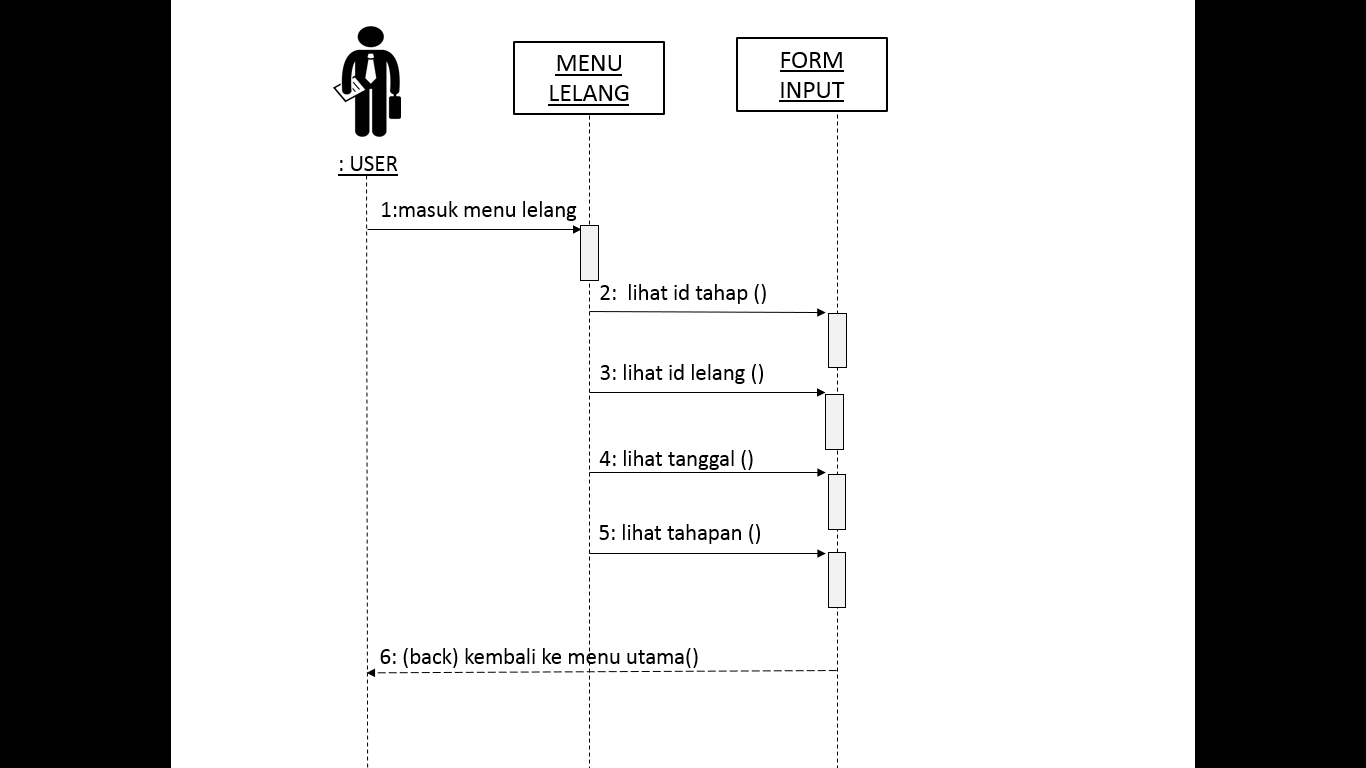 MENU
LELANG
FORM
INPUT
: USER
1:masuk menu lelang
2:  lihat id tahap ()
3: lihat id lelang ()
4: lihat tanggal ()
5: lihat tahapan ()
6: (back) kembali ke menu utama()